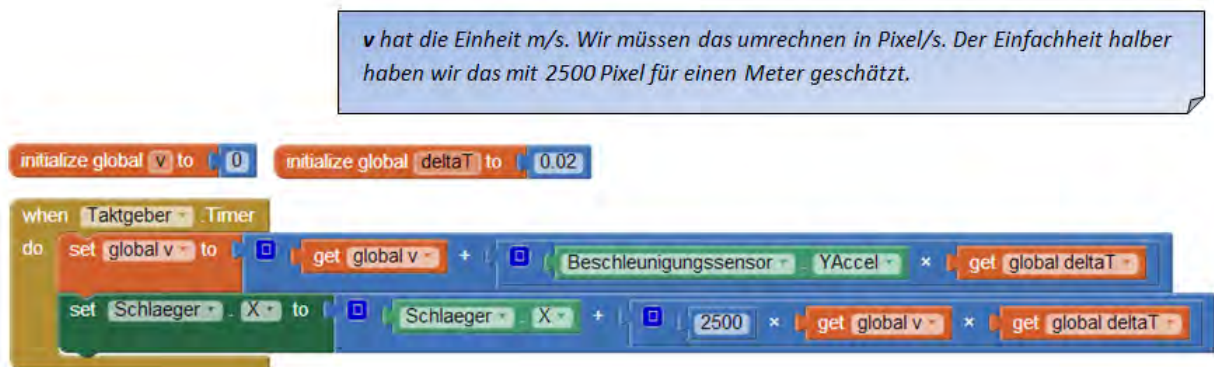 v hat die Einheit m/s. Wir müssen das umrechnen in Pixel/s. Der Einfachheit halber
haben wir das mit 2500 Pixel für einen Meter geschätzt.
initialize global v to 0 initialize global deltaT to 0.02
when Taktgeber .Timer
do set global v to get global v + Beschleunigungssensor . YAccel × get global deltaT
set Schlaeger . X to Schlaeger . X + 2500 × get global v × get global deltaT